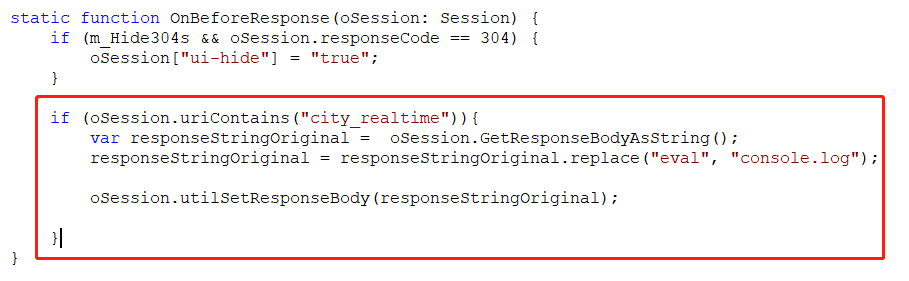 static function OnBeforeResponse(oSession: Session) {
    if (m_Hide304s && oSession.responseCode == 304) {
        oSession["ui-hide"] = "true";
    }
    if (oSession.uriContains("city_realtime")){
        var responseStringOriginal =  oSession.GetResponseBodyAsString();
        responseStringOriginal = responseStringOriginal.replace("eval", "console.log");
        oSession.utilSetResponseBody(responseStringOriginal);
    }
}